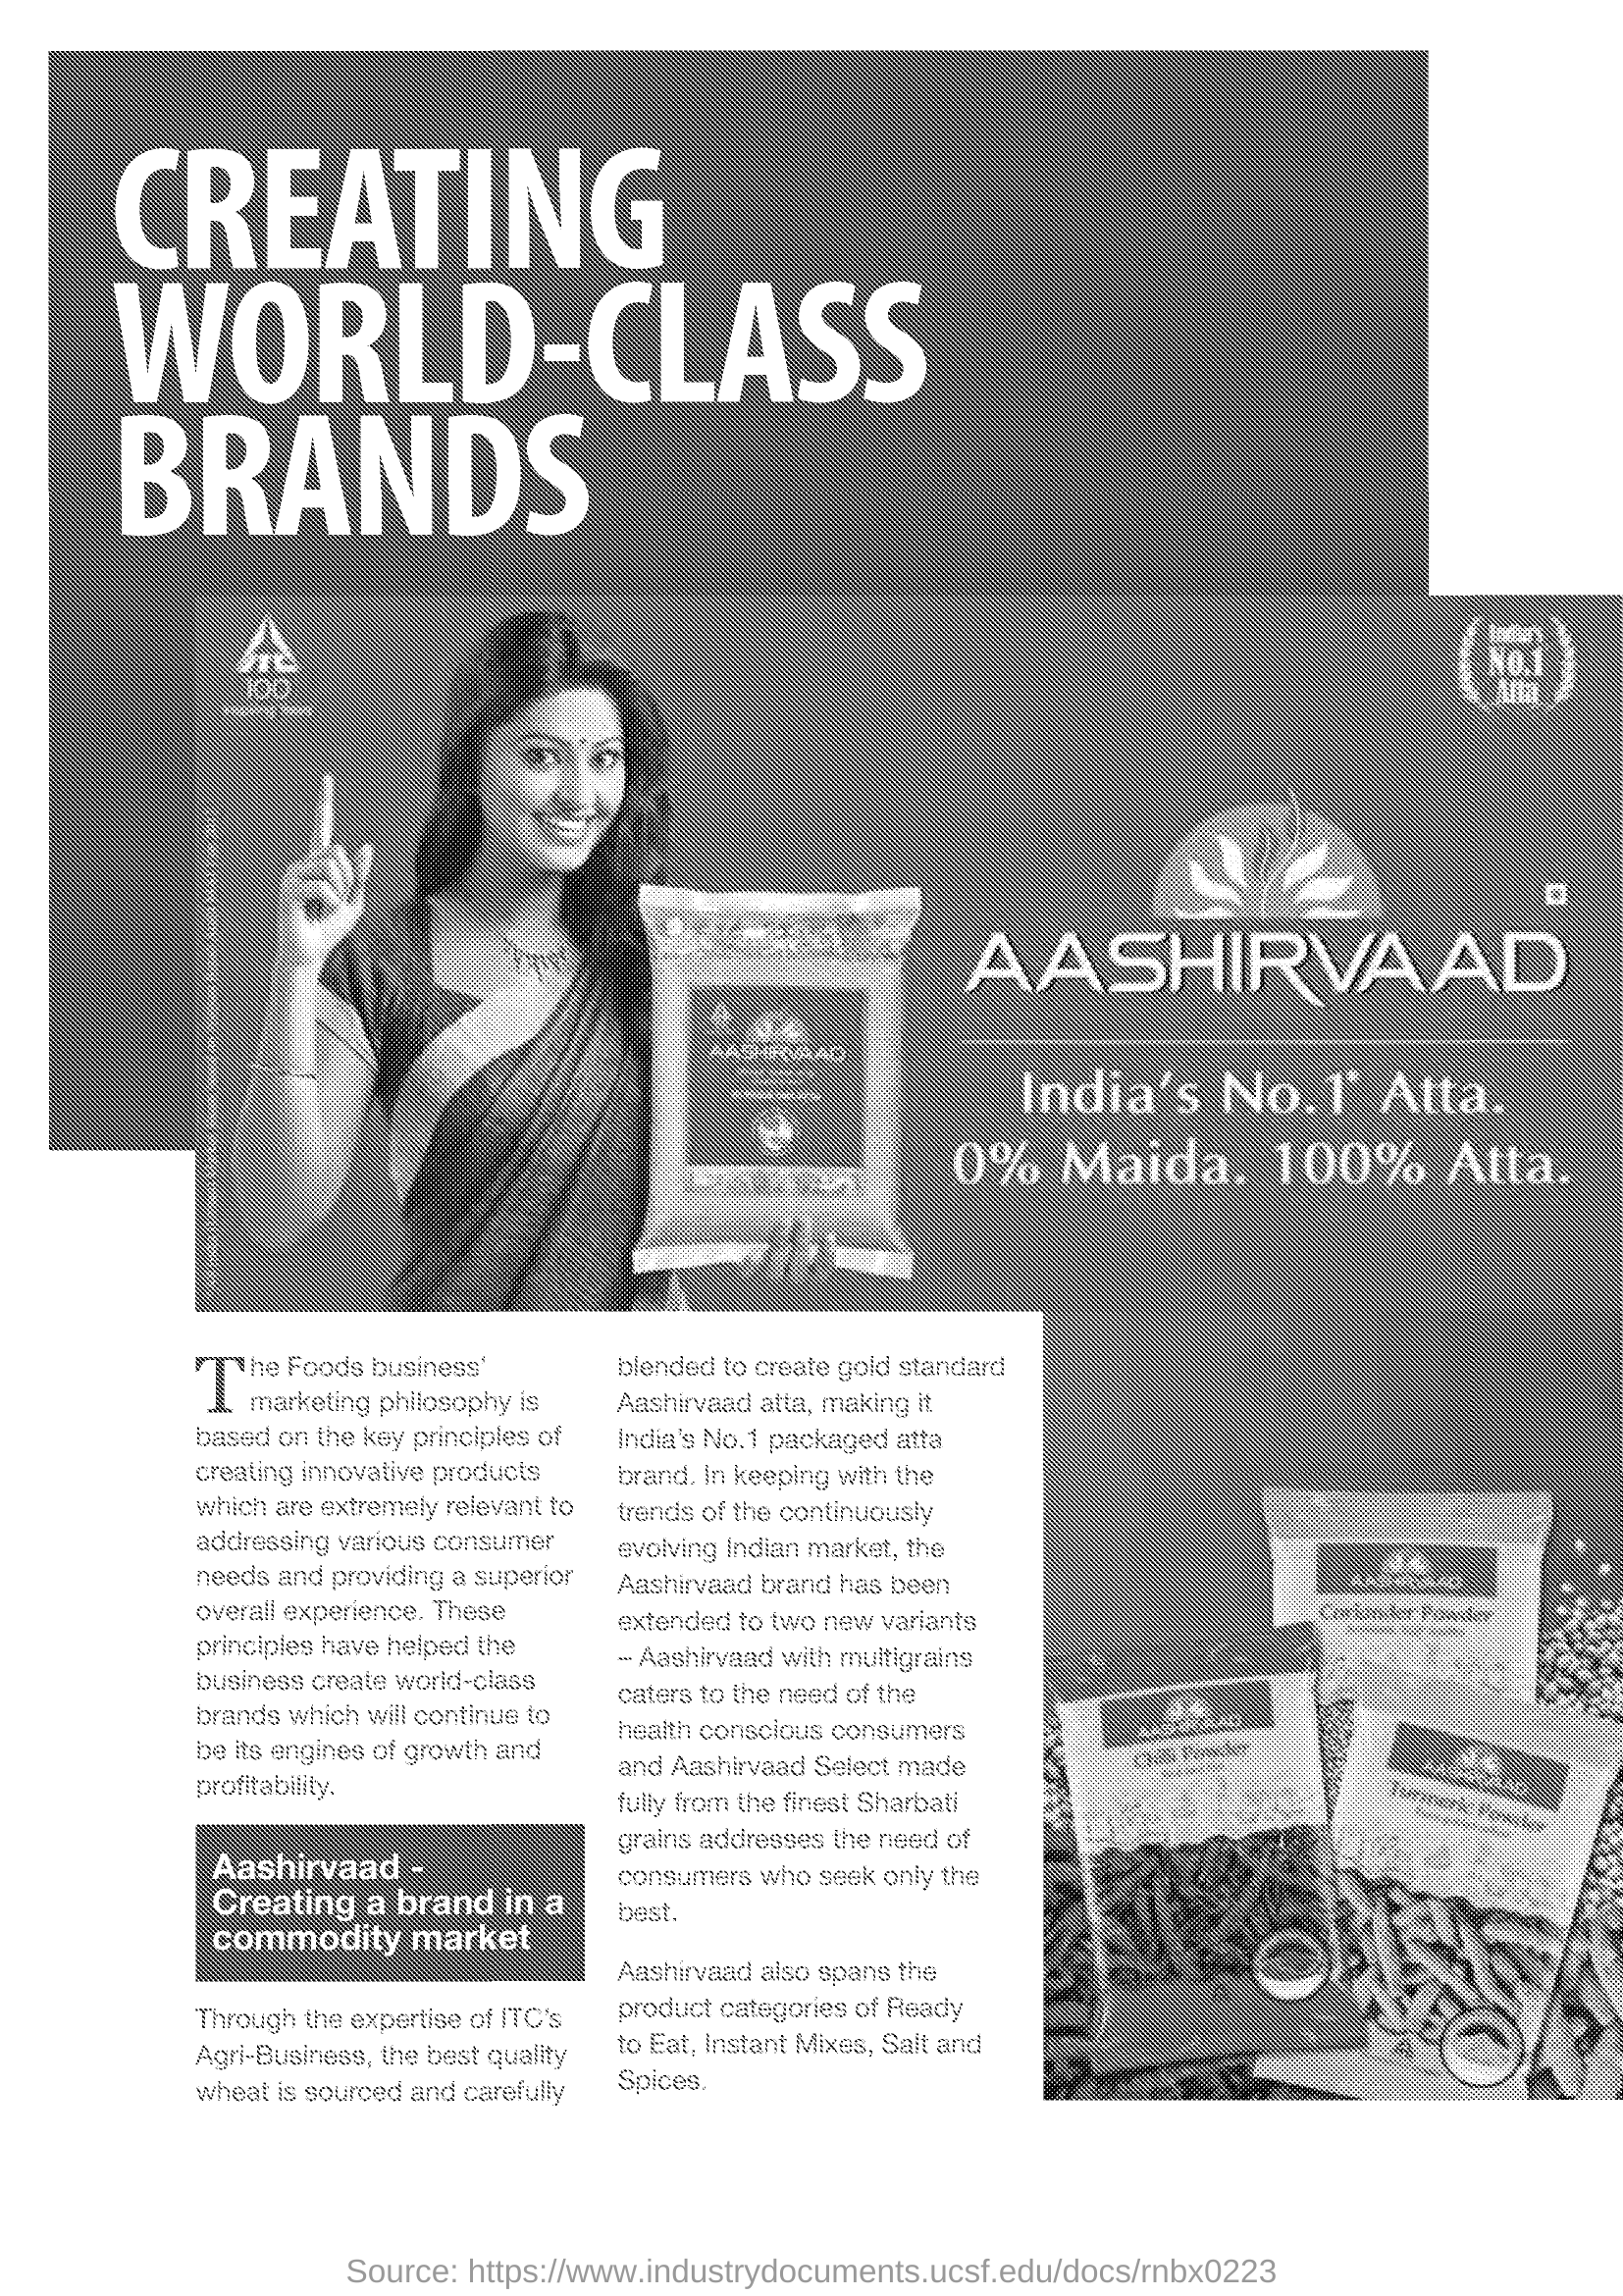 CREATING
WORLD-CLASS
BRANDS
ITC
100
India's
No.1
Atta
AASHIRVAAD
AASHIRVAAD
India's No.1* Atta.
0% Maida. 100% Atta.
The Foods business'
marketing philosophy is
based on the key principles of
creating innovative products
which are extremely relevant to
addressing various consumer
needs and providing a superior
overall experience. These
principles have helped the
business create world-class
brands which will continue to
be its engines of growth and
profitability.
Aashirvaad -
Creating a brand in a
commodity market
Through the expertise of ITC's
Agri-Business, the best quality
wheat is sourced and carefully
blended to create gold standard
Aashirvaad atta, making it
India's No.1 packaged atta
brand. In keeping with the
trends of the continuously
evolving Indian market, the
Aashirvaad brand has been
extended to two new variants
– Aashirvaad with multigrains
caters to the need of the
health conscious consumers
and Aashirvaad Select made
fully from the finest Sharbati
grains addresses the need of
consumers who seek only the
best.
Aashirvaad also spans the
product categories of Ready
to Eat, Instant Mixes, Salt and
Spices.
Coriander Powder
Chilli Powder
Turmeric Powder
Source: https://www.industrydocuments.ucsf.edu/docs/rnbx0223